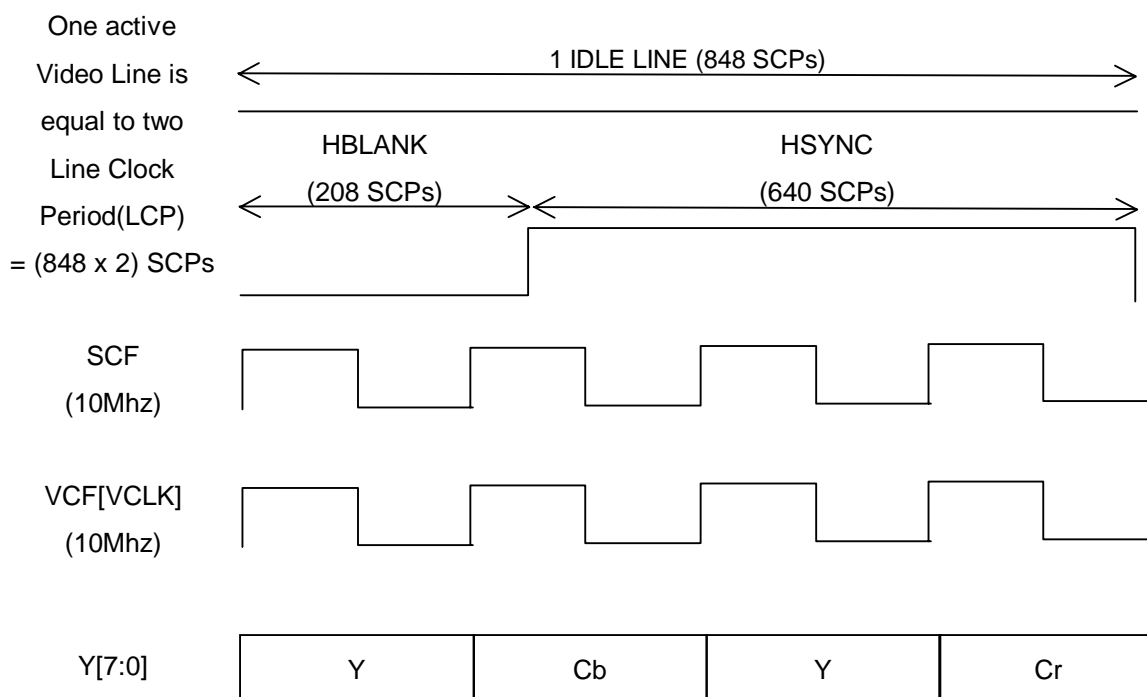 One active
Video Line is
equal to two
Line Clock
Period(LCP)
= (848 x 2) SCPs
1 IDLE LINE (848 SCPs)
HBLANK
(208 SCPs)
HSYNC
(640 SCPs)
SCF
(10Mhz)
VCF[VCLK]
(10Mhz)
Y[7:0]
Y
Cb
Y
Cr